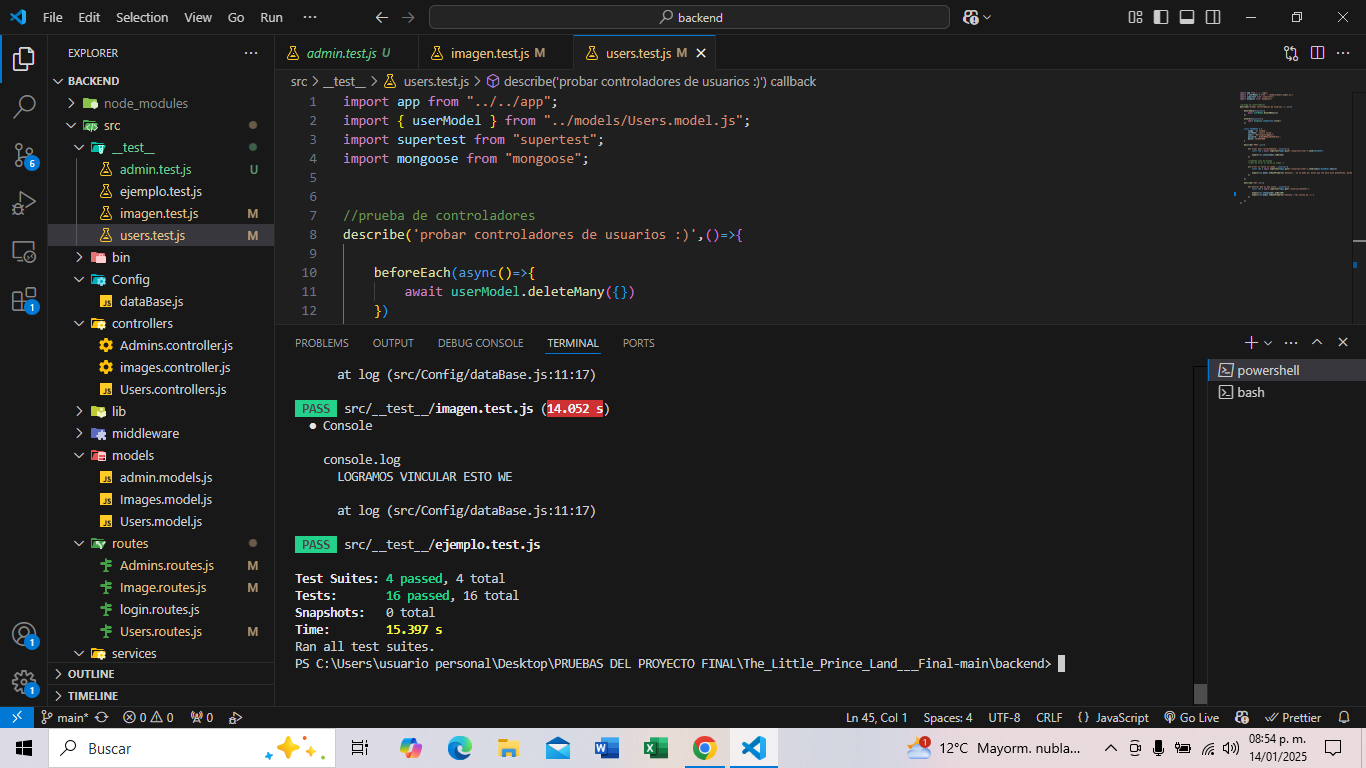 File Edit Selection View Go Run ···
backend
EXPLORER
BACKEND
node_modules
src
__test__
admin.test.js U
ejemplo.test.js
imagen.test.js M
users.test.js M
bin
Config
dataBase.js
controllers
Admins.controller.js
images.controller.js
Users.controllers.js
lib
middleware
models
admin.models.js
Images.model.js
Users.model.js
routes
Admins.routes.js M
Image.routes.js M
login.routes.js
Users.routes.js M
services
OUTLINE
TIMELINE
6
1
1
1
admin.test.js U
imagen.test.js M
users.test.js M
src > __test__ > users.test.js > describe('probar controladores de usuarios :)') callback
1 import app from "../../app";
2 import { userModel } from "../models/Users.model.js";
3 import supertest from "supertest";
4 import mongoose from "mongoose";
5
6
7 //prueba de controladores
8 describe('probar controladores de usuarios :)',()=>{
9
10 beforeEach(async()=>{
11 await userModel.deleteMany({})
12 })
PROBLEMS OUTPUT DEBUG CONSOLE TERMINAL PORTS
powershell
bash
at log (src/Config/dataBase.js:11:17)
PASS src/__test__/imagen.test.js (14.052 s)
● Console
console.log
LOGRAMOS VINCULAR ESTO WE
at log (src/Config/dataBase.js:11:17)
PASS src/__test__/ejemplo.test.js
Test Suites: 4 passed, 4 total
Tests: 16 passed, 16 total
Snapshots: 0 total
Time: 15.397 s
Ran all test suites.
PS C:\Users\usuario personal\Desktop\PRUEBAS DEL PROYECTO FINAL\The_Little_Prince_Land___Final-main\backend>
main* 0 0 0 Ln 45, Col 1 Spaces: 4 UTF-8 CRLF {} JavaScript Go Live Prettier
Buscar
1
12°C Mayorm. nubla...
08:54 p. m.
14/01/2025